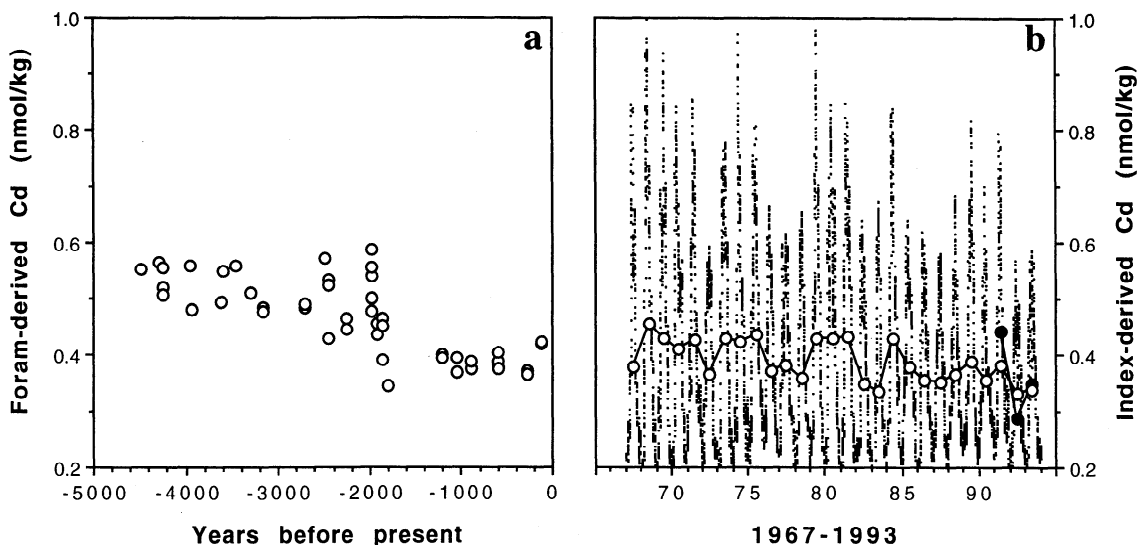 a
b
1.0
0.8
0.6
0.4
0.2
Foram-derived Cd (nmol/kg)
-5000 -4000 -3000 -2000 -1000 0
Years before present
1.0
0.8
0.6
0.4
0.2
Index-derived Cd (nmol/kg)
70 75 80 85 90
1967-1993